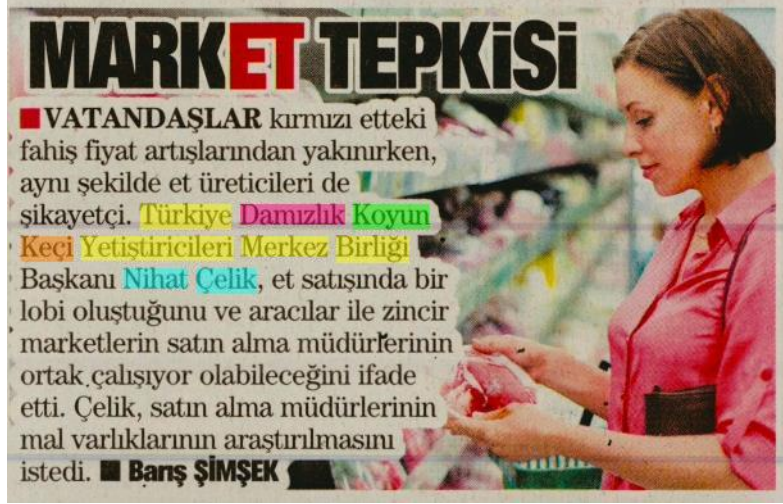 MARKET TEPKİSİ
VATANDAŞLAR kırmızı etteki
fahiş fiyat artışlarından yakınırken,
aynı şekilde et üreticileri de
şikayetçi. Türkiye Damızlık Koyun
Keçi Yetiştiricileri Merkez Birliği
Başkanı Nihat Çelik, et satışında bir
lobi oluştuğunu ve aracılar ile zincir
marketlerin satın alma müdürlerinin
ortak çalışıyor olabileceğini ifade
etti. Çelik, satın alma müdürlerinin
mal varlıklarının araştırılmasını
istedi. ■ Barış ŞİMŞEK